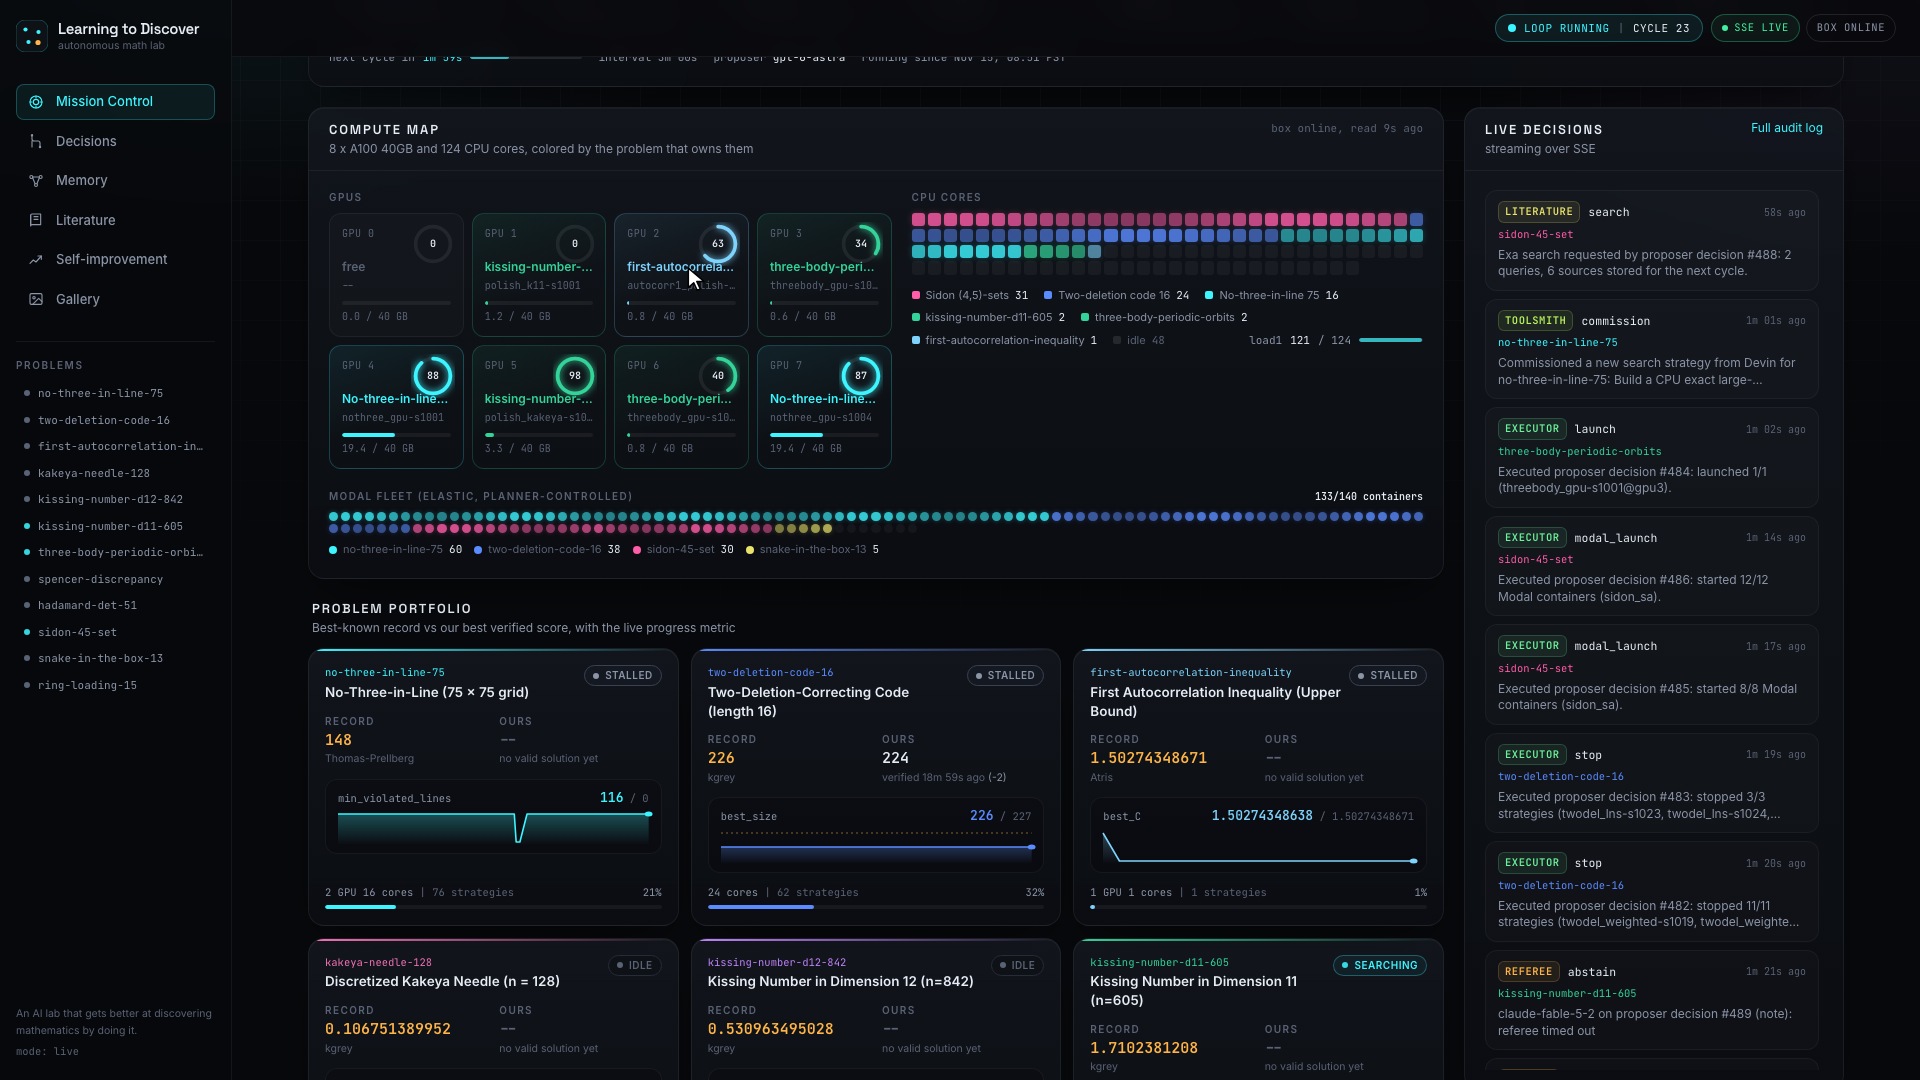 Learning to Discover
autonomous math lab
LOOP RUNNING | CYCLE 23
SSE LIVE
BOX ONLINE
Mission Control
Decisions
Memory
Literature
Self-improvement
Gallery
PROBLEMS
no-three-in-line-75
two-deletion-code-16
first-autocorrelation-in…
kakeya-needle-128
kissing-number-d12-842
kissing-number-d11-605
three-body-periodic-orbi…
spencer-discrepancy
hadamard-det-51
sidon-45-set
snake-in-the-box-13
ring-loading-15
An AI lab that gets better at discovering
mathematics by doing it.
mode: live
next cycle in 1m 59s interval 3m 00s proposer gpt-6-astra running since Nov 15, 08:51 PST
COMPUTE MAP
box online, read 9s ago
8 x A100 40GB and 124 CPU cores, colored by the problem that owns them
GPUS
GPU 0
0
free
--
0.0 / 40 GB
GPU 1
0
kissing-number-…
polish_k11-s1001
1.2 / 40 GB
GPU 2
63
first-autocorrela…
autocorr1_polish-…
0.8 / 40 GB
GPU 3
34
three-body-peri…
threebody_gpu-s10…
0.6 / 40 GB
GPU 4
88
No-three-in-line…
nothree_gpu-s1001
19.4 / 40 GB
GPU 5
98
kissing-number-…
polish_kakeya-s10…
3.3 / 40 GB
GPU 6
40
three-body-peri…
threebody_gpu-s10…
0.8 / 40 GB
GPU 7
87
No-three-in-line…
nothree_gpu-s1004
19.4 / 40 GB
CPU CORES
Sidon (4,5)-sets 31 Two-deletion code 16 24 No-three-in-line 75 16
kissing-number-d11-605 2 three-body-periodic-orbits 2
first-autocorrelation-inequality 1 idle 48 load1 121 / 124
MODAL FLEET (ELASTIC, PLANNER-CONTROLLED)
133/140 containers
no-three-in-line-75 60 two-deletion-code-16 38 sidon-45-set 30 snake-in-the-box-13 5
PROBLEM PORTFOLIO
Best-known record vs our best verified score, with the live progress metric
no-three-in-line-75
STALLED
No-Three-in-Line (75 × 75 grid)
RECORD
148
Thomas-Prellberg
OURS
--
no valid solution yet
min_violated_lines 116 / 0
2 GPU 16 cores | 76 strategies 21%
two-deletion-code-16
STALLED
Two-Deletion-Correcting Code
(length 16)
RECORD
226
kgrey
OURS
224
verified 18m 59s ago (-2)
best_size 226 / 227
24 cores | 62 strategies 32%
first-autocorrelation-inequality
STALLED
First Autocorrelation Inequality (Upper
Bound)
RECORD
1.50274348671
Atris
OURS
--
no valid solution yet
best_C 1.50274348638 / 1.50274348671
1 GPU 1 cores | 1 strategies 1%
kakeya-needle-128
IDLE
Discretized Kakeya Needle (n = 128)
RECORD
0.106751389952
kgrey
OURS
--
no valid solution yet
kissing-number-d12-842
IDLE
Kissing Number in Dimension 12 (n=842)
RECORD
0.530963495028
kgrey
OURS
--
no valid solution yet
kissing-number-d11-605
SEARCHING
Kissing Number in Dimension 11
(n=605)
RECORD
1.7102381208
kgrey
OURS
--
no valid solution yet
LIVE DECISIONS
Full audit log
streaming over SSE
LITERATURE search 58s ago
sidon-45-set
Exa search requested by proposer decision #488: 2
queries, 6 sources stored for the next cycle.
TOOLSMITH commission 1m 01s ago
no-three-in-line-75
Commissioned a new search strategy from Devin for
no-three-in-line-75: Build a CPU exact large-…
EXECUTOR launch 1m 02s ago
three-body-periodic-orbits
Executed proposer decision #484: launched 1/1
(threebody_gpu-s1001@gpu3).
EXECUTOR modal_launch 1m 14s ago
sidon-45-set
Executed proposer decision #486: started 12/12
Modal containers (sidon_sa).
EXECUTOR modal_launch 1m 17s ago
sidon-45-set
Executed proposer decision #485: started 8/8 Modal
containers (sidon_sa).
EXECUTOR stop 1m 19s ago
two-deletion-code-16
Executed proposer decision #483: stopped 3/3
strategies (twodel_lns-s1023, twodel_lns-s1024,…
EXECUTOR stop 1m 20s ago
two-deletion-code-16
Executed proposer decision #482: stopped 11/11
strategies (twodel_weighted-s1019, twodel_weighte…
REFEREE abstain 1m 21s ago
kissing-number-d11-605
claude-fable-5-2 on proposer decision #489 (note):
referee timed out